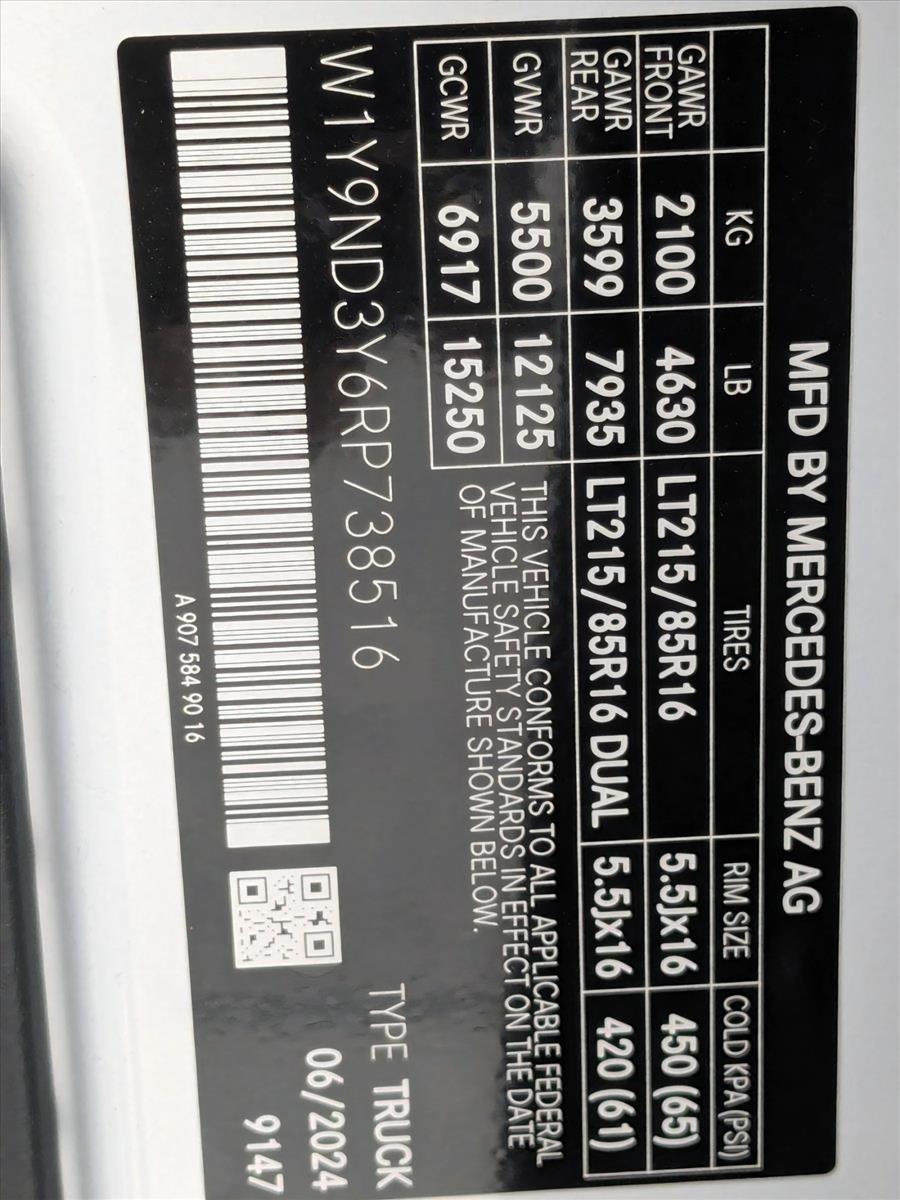 MFD BY MERCEDES-BENZ AG
KG LB TIRES RIM SIZE COLD KPA (PSI)
GAWR FRONT 2100 4630 LT215/85R16 5.5Jx16 450 (65)
GAWR REAR 3599 7935 LT215/85R16 DUAL 5.5Jx16 420 (61)
GVWR 5500 12125
GCWR 6917 15250
THIS VEHICLE CONFORMS TO ALL APPLICABLE FEDERAL
VEHICLE SAFETY STANDARDS IN EFFECT ON THE DATE
OF MANUFACTURE SHOWN BELOW.
W1Y9ND3Y6RP738516
TYPE TRUCK
06/2024
9147
A 907 584 90 16